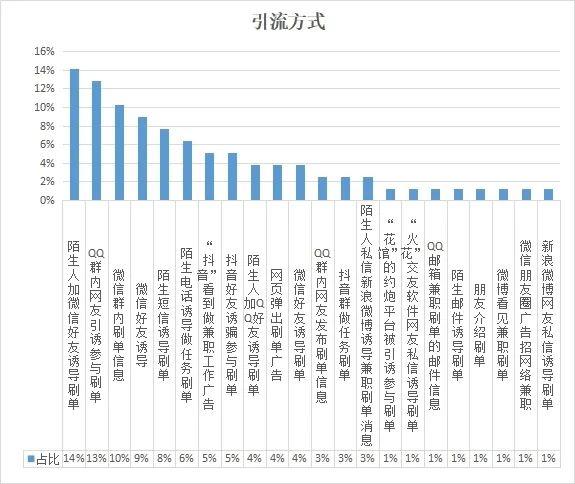 引流方式
16%
14%
12%
10%
8%
6%
4%
2%
0%
陌生人加微信好友诱导刷单
QQ群内网友引诱参与刷单
微信群内刷单信息
微信好友诱导
陌生短信诱导刷单
陌生电话诱导做任务刷单
“抖音”看到做兼职工作广告
抖音好友诱骗参与刷单
陌生人加Q好友诱导刷单
网页弹出刷单广告
微信好友诱导刷单
QQ群内网友发布刷单信息
抖音群做任务刷单
陌生人私信新浪微博诱导兼职刷单消息
“花馆”的约炮平台被引诱参与刷单
“火花”交友软件网友私信诱导刷单
QQ邮箱兼职刷单的邮件信息
陌生邮件诱导刷单
朋友介绍刷单
微博看见兼职刷单
微信朋友圈广告招网络兼职
新浪微博网友私信诱导刷单
占比 14% 13% 10% 9% 8% 6% 5% 5% 4% 4% 4% 3% 3% 3% 1% 1% 1% 1% 1% 1% 1% 1%